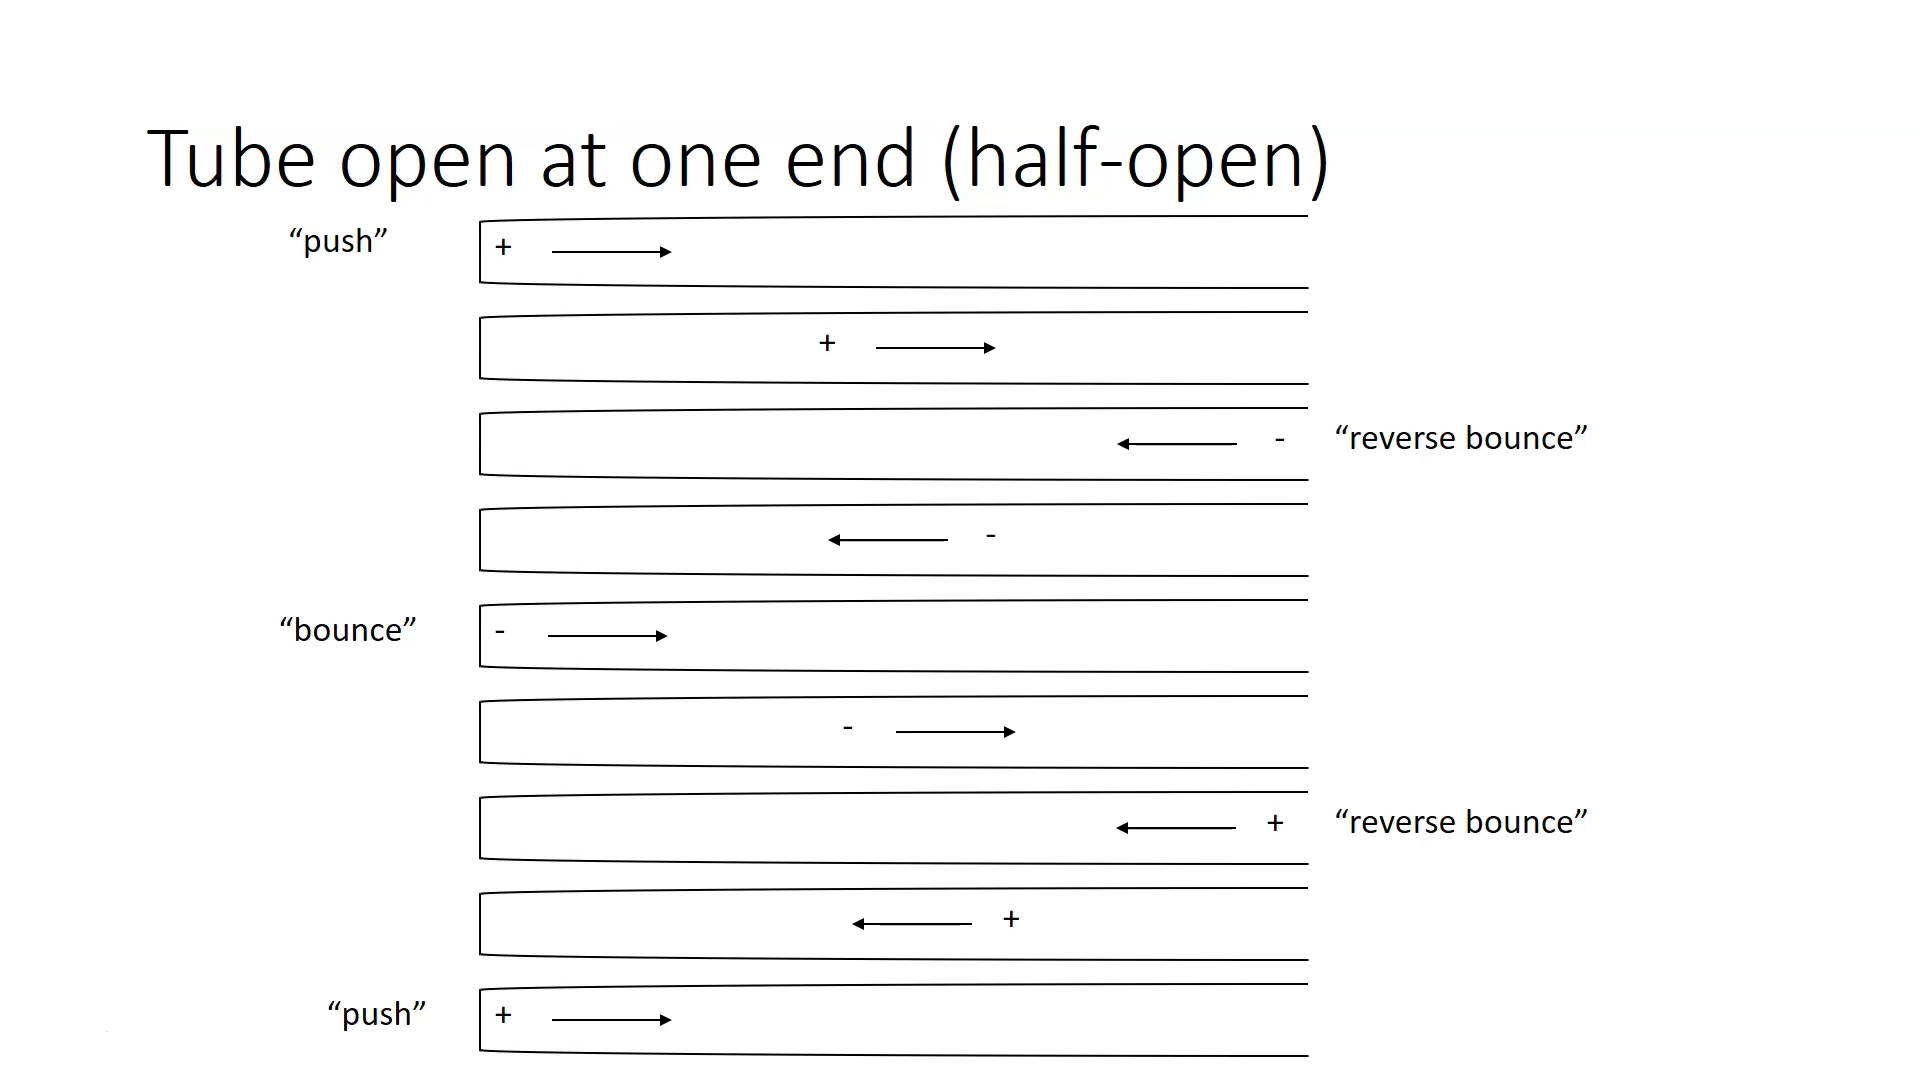 Tube open at one end (half-open)
“push”
+
+
- “reverse bounce”
-
“bounce” -
-
+ “reverse bounce”
+
“push” +